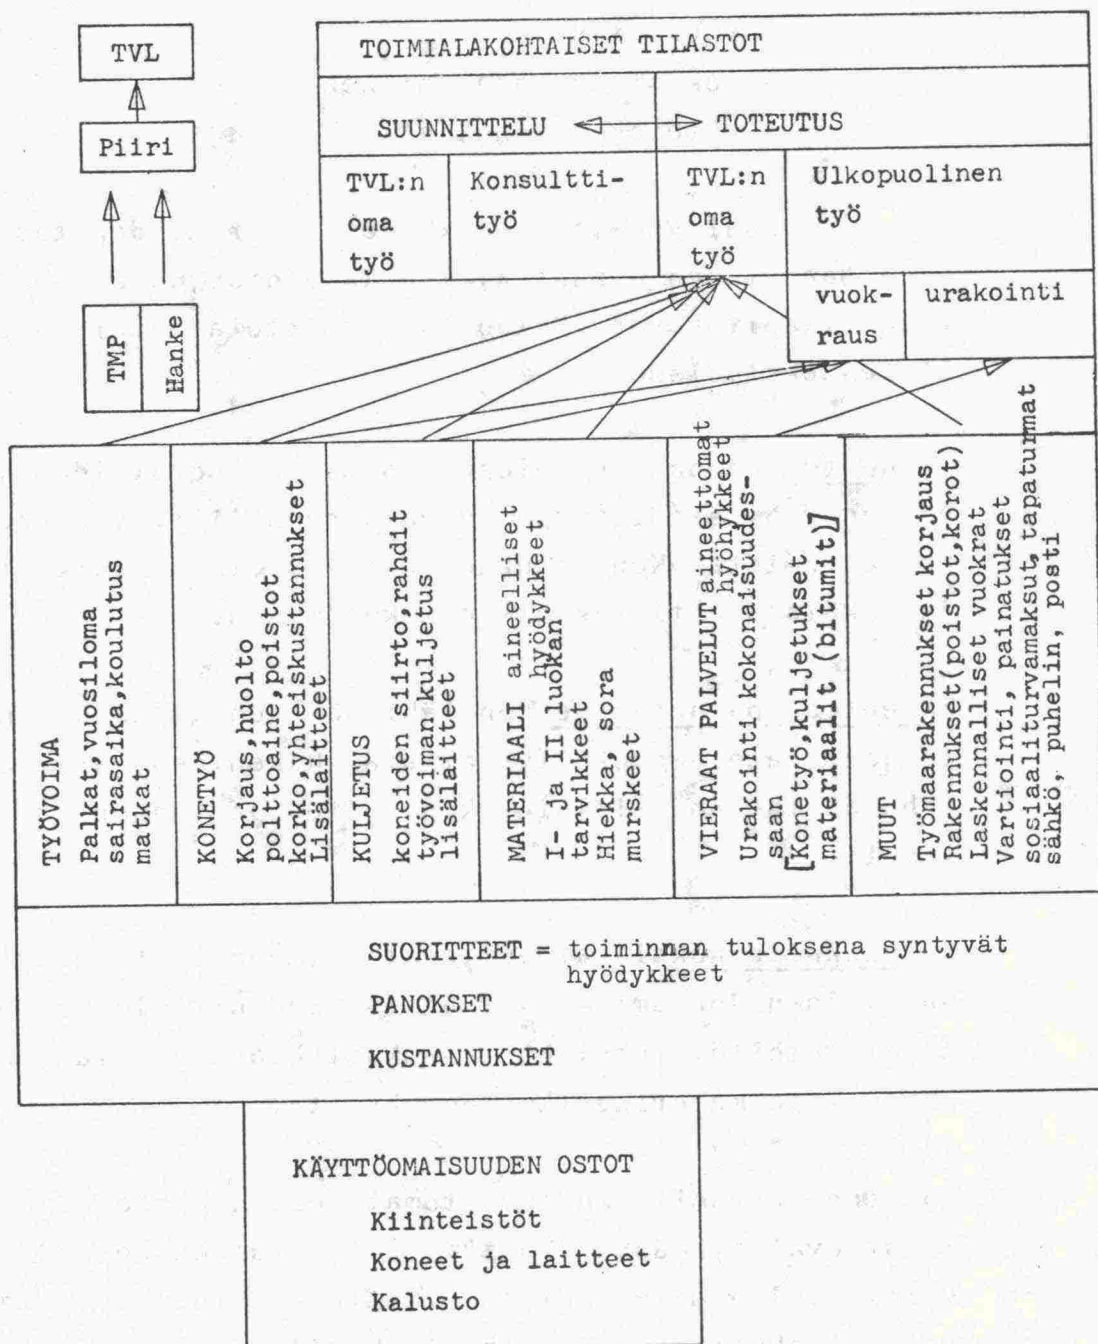 TVL
Piiri
TMP
Hanke
TOIMIALAKOHTAISET TILASTOT
SUUNNITTELU
TOTEUTUS
TVL:n
oma
työ
Konsultti-
työ
TVL:n
oma
työ
Ulkopuolinen
työ
vuok-
raus
urakointi
TYÖVOIMA
Palkat,vuosiloma
sairasaika,koulutus
matkat
KONETYÖ
Korjaus,huolto
polttoaine,poistot
korko,yhteiskustannukset
Lisälaitteet
KULJETUS
koneiden siirto,rahdit
työvoiman kuljetus
lisälaitteet
MATERIAALI aineelliset
hyödykkeet
I- ja II luokan
tarvikkeet
Hiekka, sora
murskeet
VIERAAT PALVELUT aineettomat
hyöhykkeet
Urakointi kokonaisuudes-
saan
[Konetyö,kuljetukset
materiaalit (bitumit)]
MUUT
Työmaarakennukset korjaus
Rakennukset(poistot,korot)
Laskennalliset vuokrat
Vartiointi, painatukset
sosiaaliturvamaksut, tapaturmat
sähkö, puhelin, posti
SUORITTEET = toiminnan tuloksena syntyvät
hyödykkeet
PANOKSET
KUSTANNUKSET
KÄYTTÖOMAISUUDEN OSTOT
Kiinteistöt
Koneet ja laitteet
Kalusto